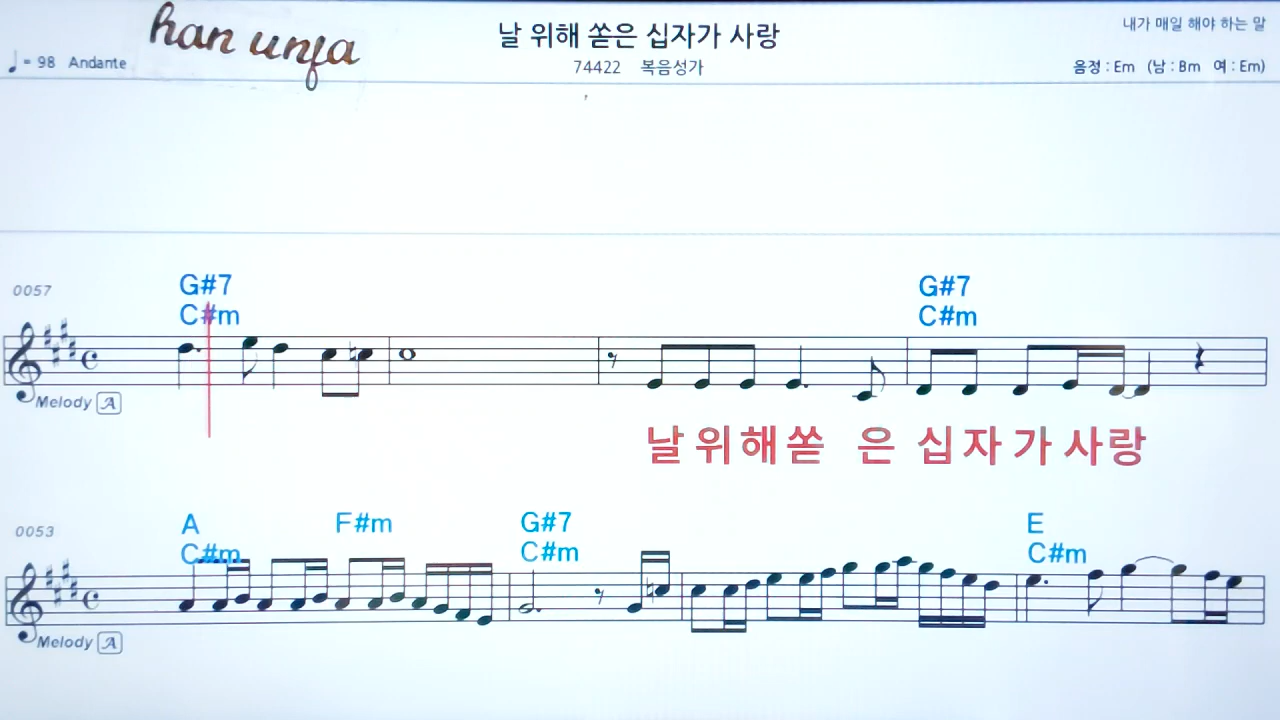 han unfa
날 위해 쏟은 십자가 사랑
내가 매일 해야 하는 말
♩ = 98 Andante
74422 복음성가
음정 : Em (남 : Bm 여 : Em)
0057
G#7
G#7
C#m
C#m
Melody A
날 위 해 쏟 은 십 자 가 사 랑
0053
A
F#m
G#7
E
C#m
C#m
C#m
Melody A